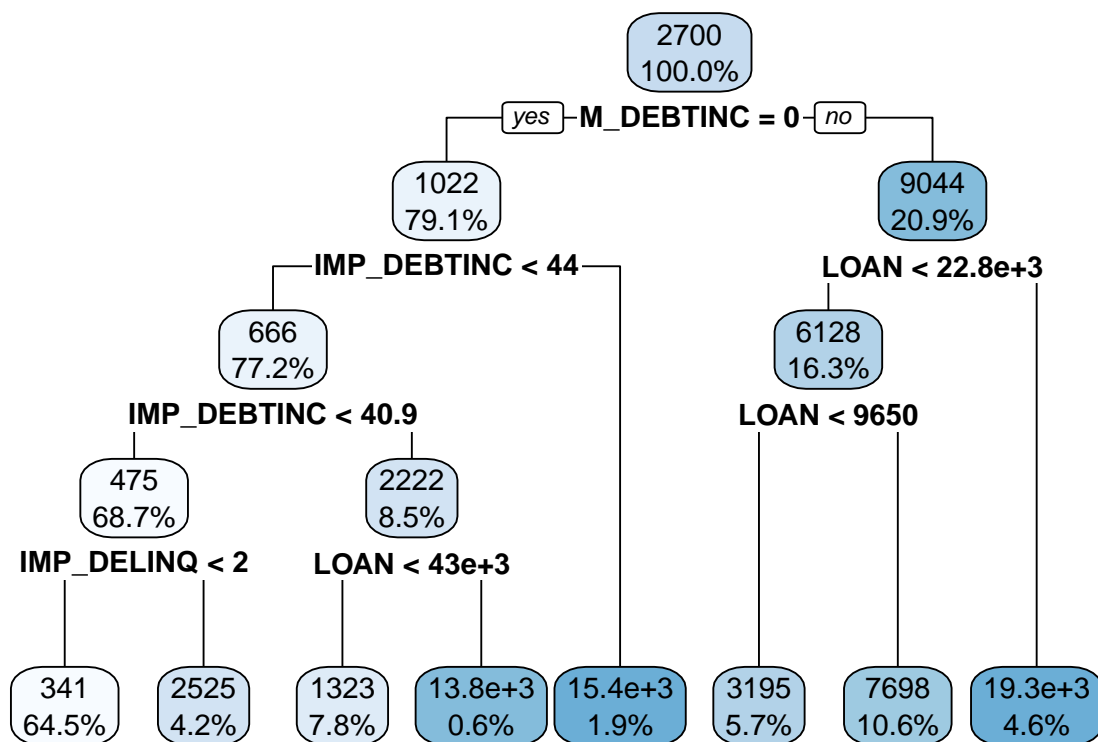 2700
100.0%
yes M_DEBTINC = 0 no
1022
79.1%
9044
20.9%
IMP_DEBTINC < 44
LOAN < 22.8e+3
666
77.2%
6128
16.3%
IMP_DEBTINC < 40.9
LOAN < 9650
475
68.7%
2222
8.5%
IMP_DELINQ < 2
LOAN < 43e+3
341
64.5%
2525
4.2%
1323
7.8%
13.8e+3
0.6%
15.4e+3
1.9%
3195
5.7%
7698
10.6%
19.3e+3
4.6%